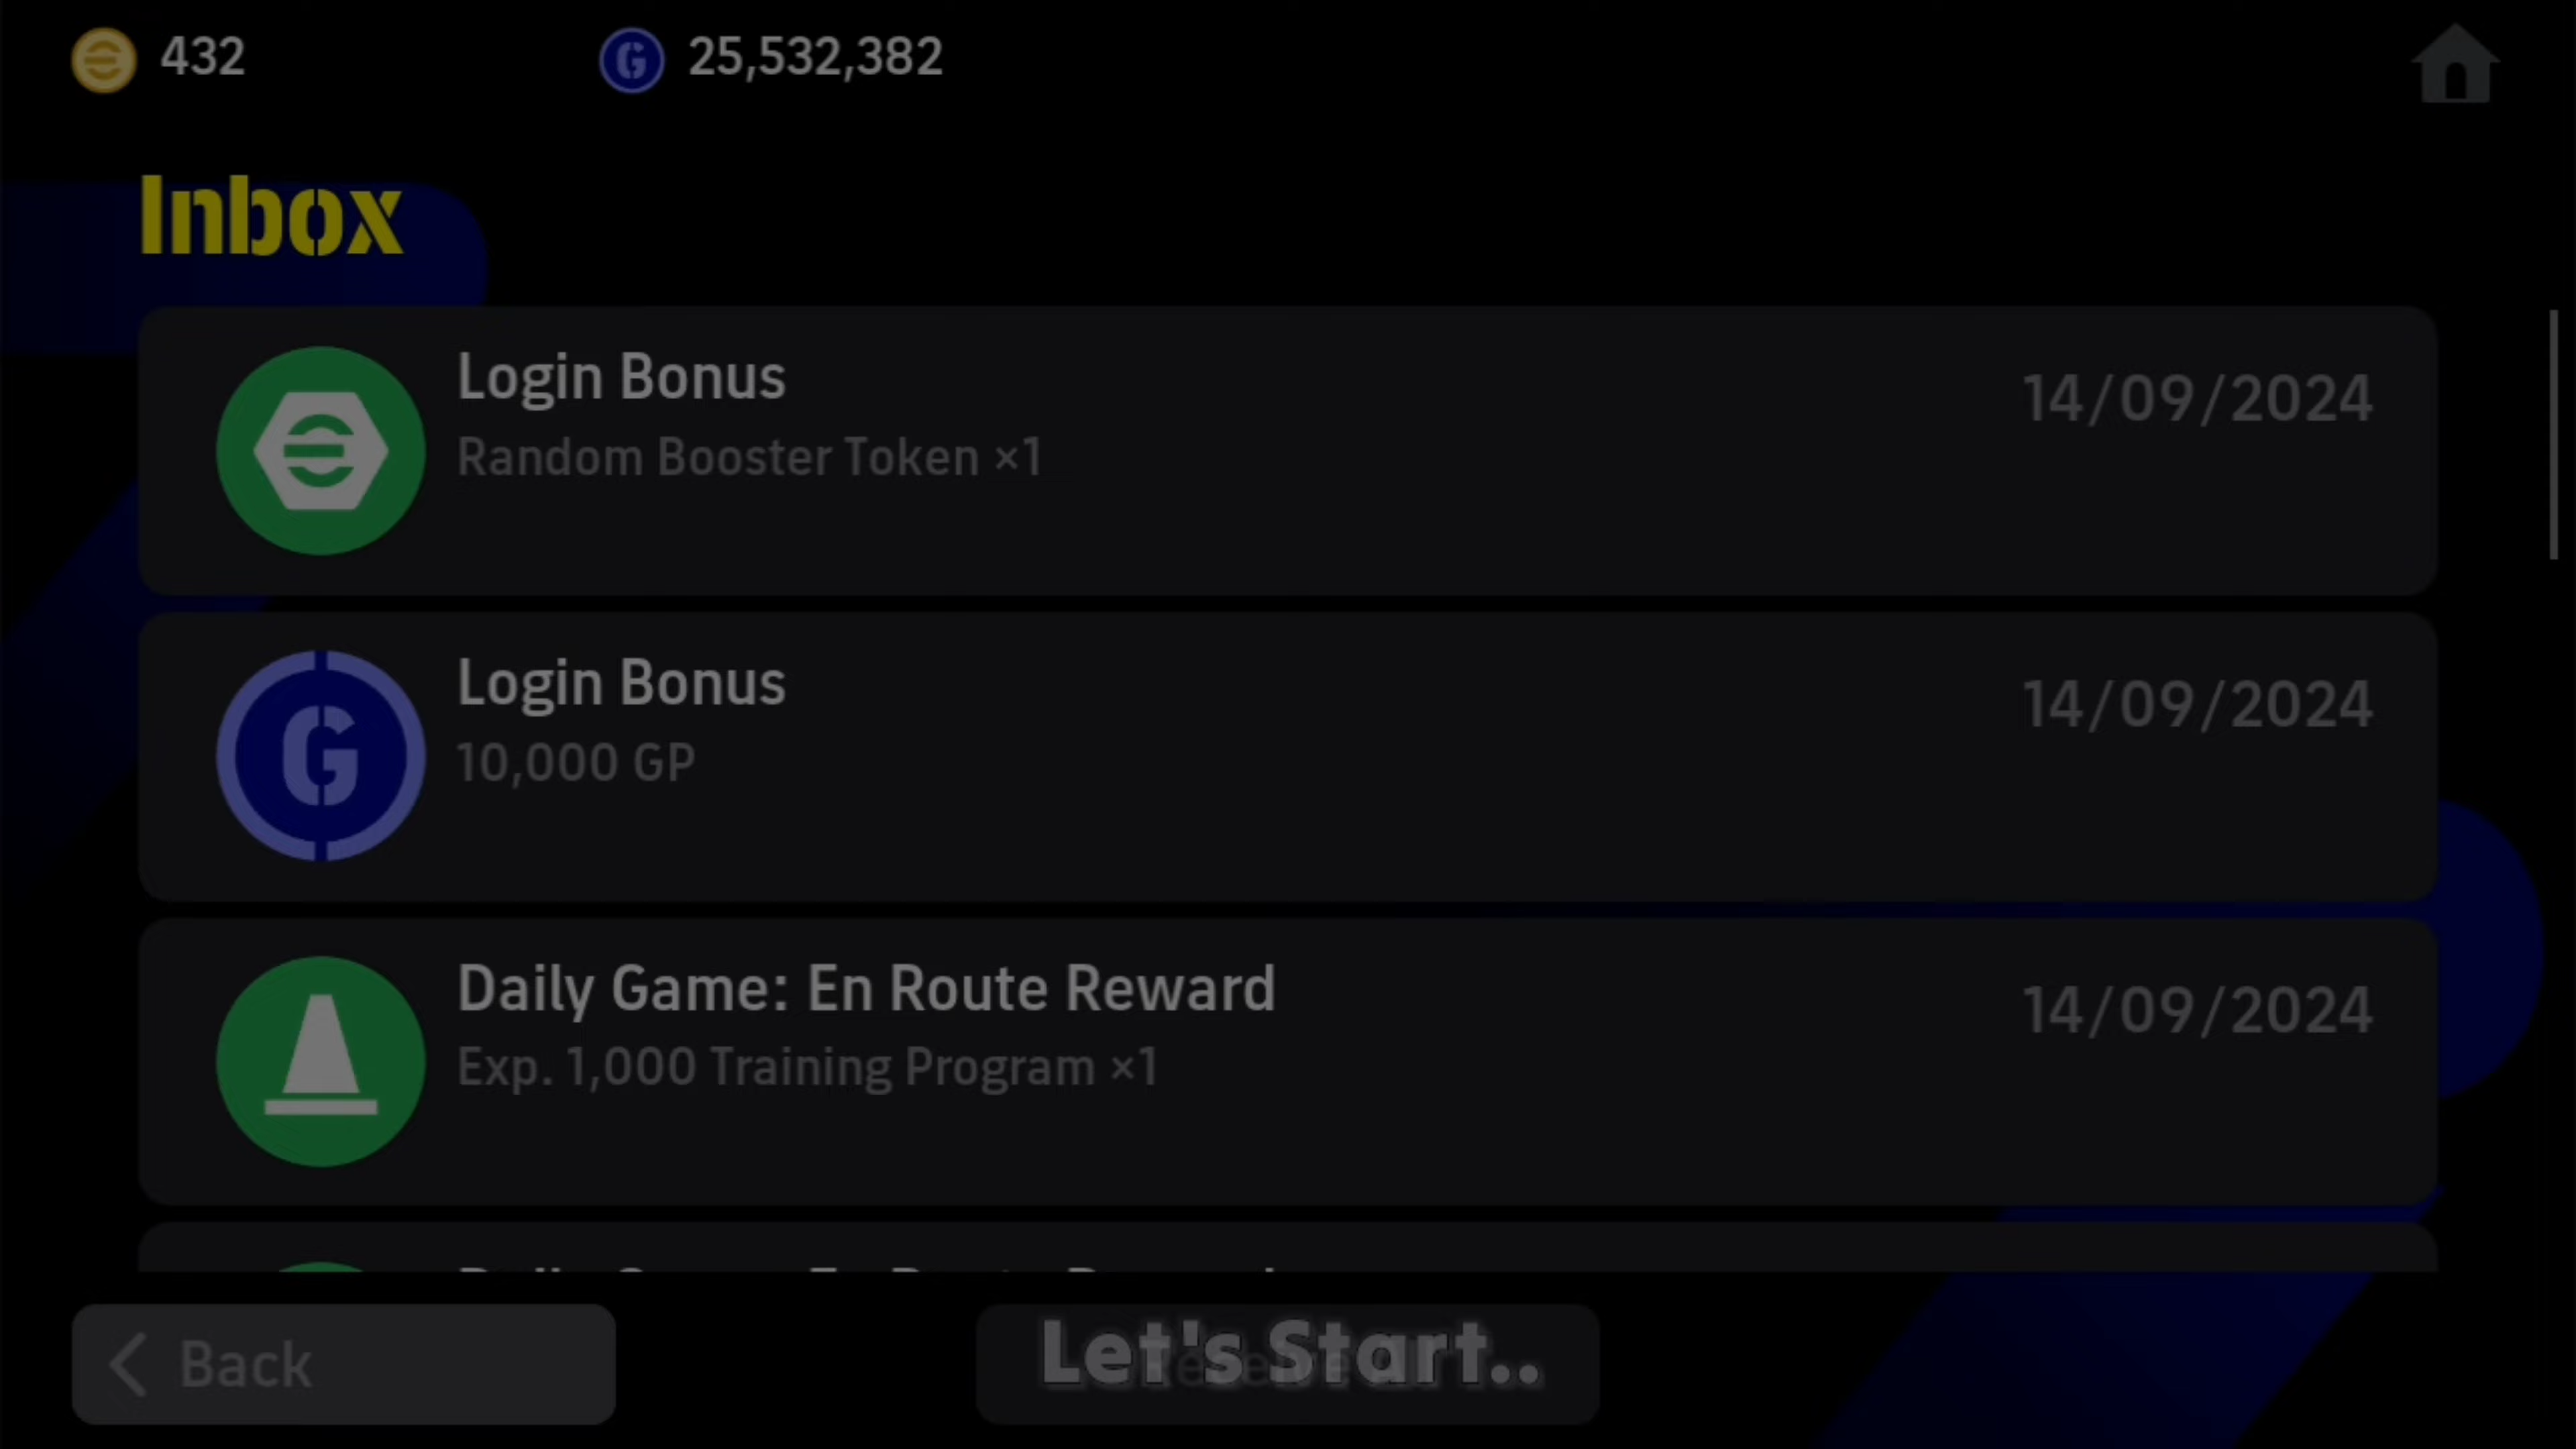 432
25,532,382
Inbox
Login Bonus
14/09/2024
Random Booster Token ×1
Login Bonus
14/09/2024
10,000 GP
Daily Game: En Route Reward
14/09/2024
Exp. 1,000 Training Program ×1
Back
Let's Start..